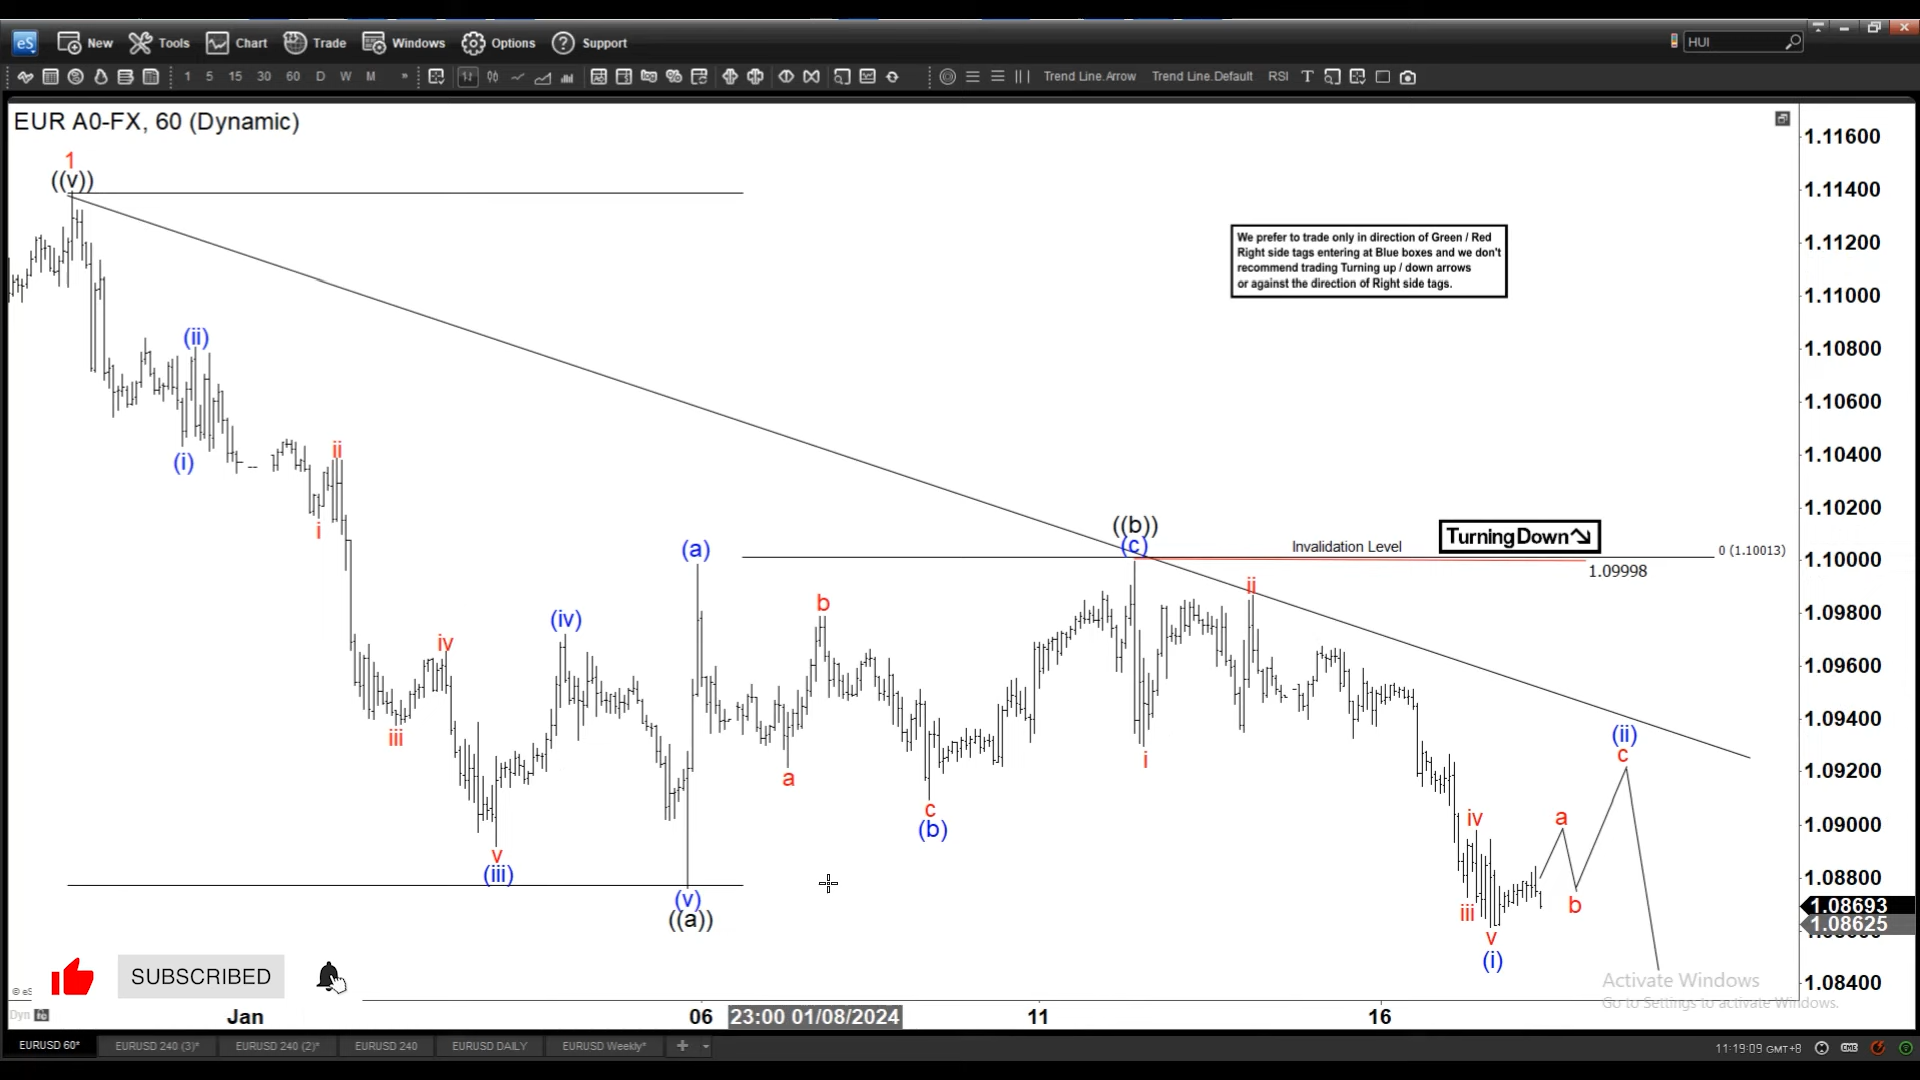 eS New Tools Chart Trade Windows Options Support HUI
1 5 15 30 60 D W M » Trend Line.Arrow Trend Line.Default RSI T
EUR A0-FX, 60 (Dynamic)
1.11600
1
((v))
1.11400
We prefer to trade only in direction of Green / Red
Right side tags entering at Blue boxes and we don't
recommend trading Turning up / down arrows
or against the direction of Right side tags.
1.11200
1.11000
(ii)
1.10800
1.10600
(i)
ii
1.10400
i
1.10200
((b))
(c)
(a)
Invalidation Level
TurningDown
0 (1.10013)
1.10000
1.09998
ii
b
(iv)
1.09800
iv
1.09600
iii
1.09400
(ii)
c
i
a
1.09200
c
(b)
iv
a
1.09000
v
(iii)
1.08800
(v)
((a))
iii
b
1.08693
1.08625
v
(i)
SUBSCRIBED
Activate Windows
Go to Settings to activate Windows.
1.08400
© eS
Dyn
Jan 06 23:00 01/08/2024 11 16
EURUSD 60* EURUSD 240 (3)* EURUSD 240 (2)* EURUSD 240 EURUSD DAILY EURUSD Weekly* + 11:19:09 GMT+8 CME